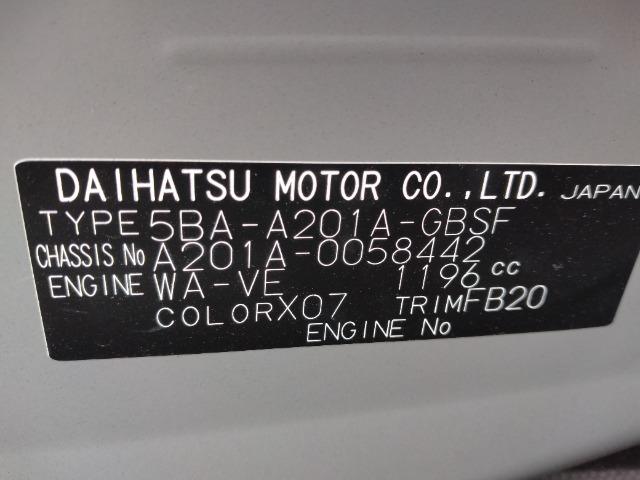 DAIHATSU MOTOR CO.,LTD. JAPAN
TYPE 5BA-A201A-GBSF
CHASSIS No A201A-0058442
ENGINE WA-VE 1196 cc
COLOR X07 TRIM FB20
ENGINE No